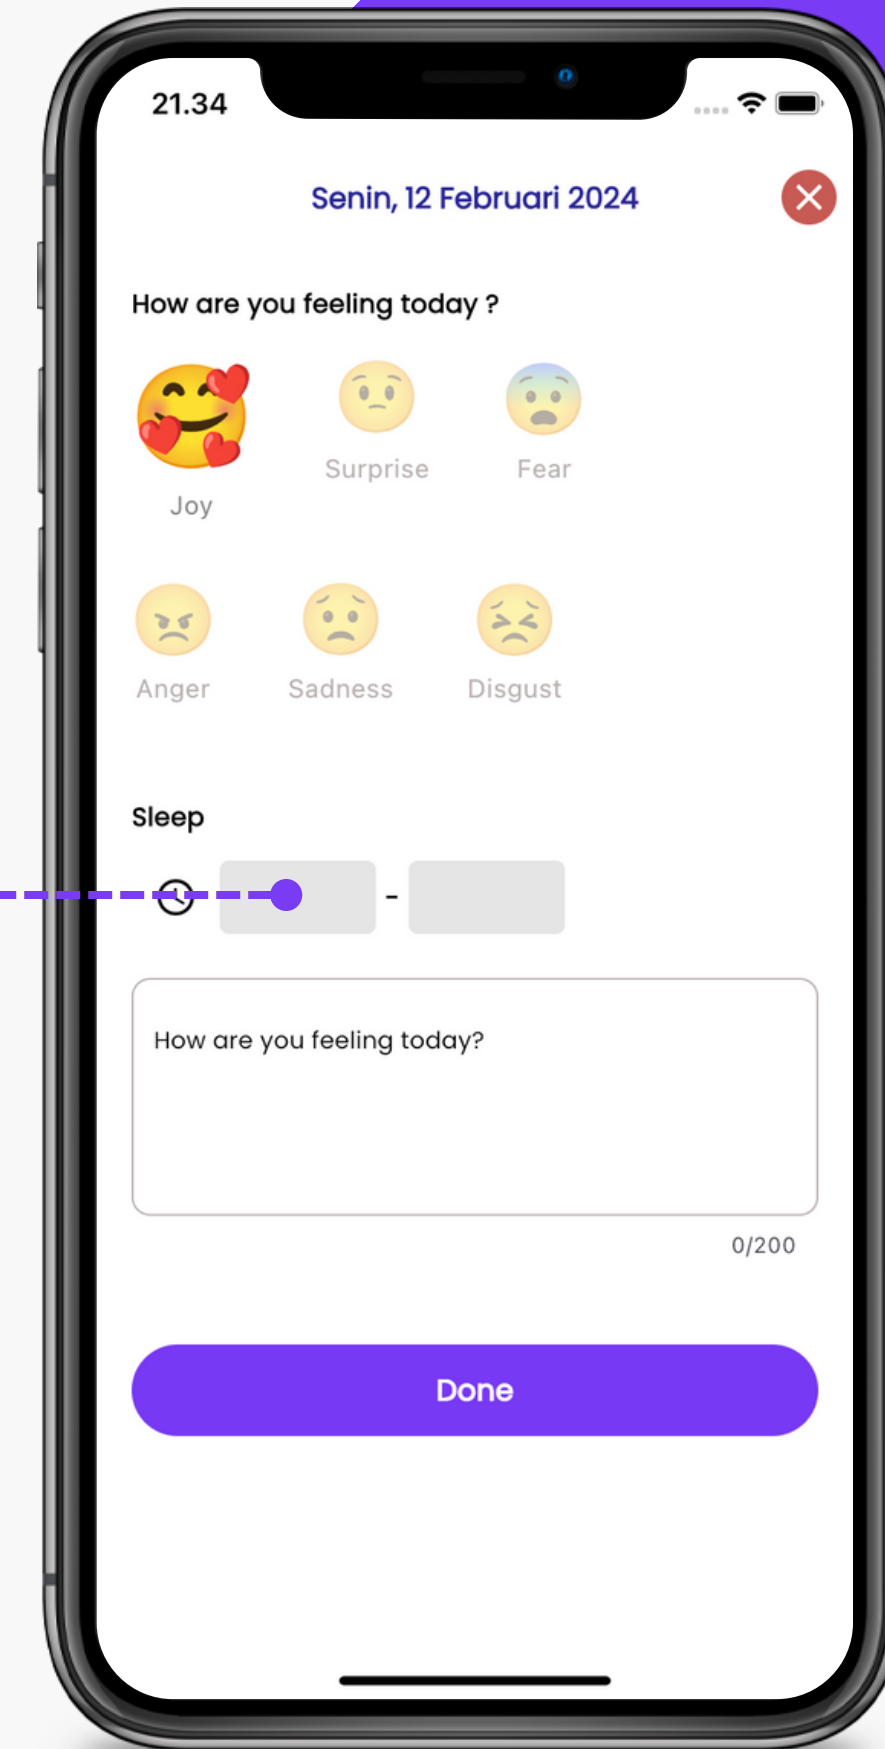 21.34
Senin, 12 Februari 2024
How are you feeling today ?
Joy
Surprise
Fear
Anger
Sadness
Disgust
Sleep
-
How are you feeling today?
0/200
Done